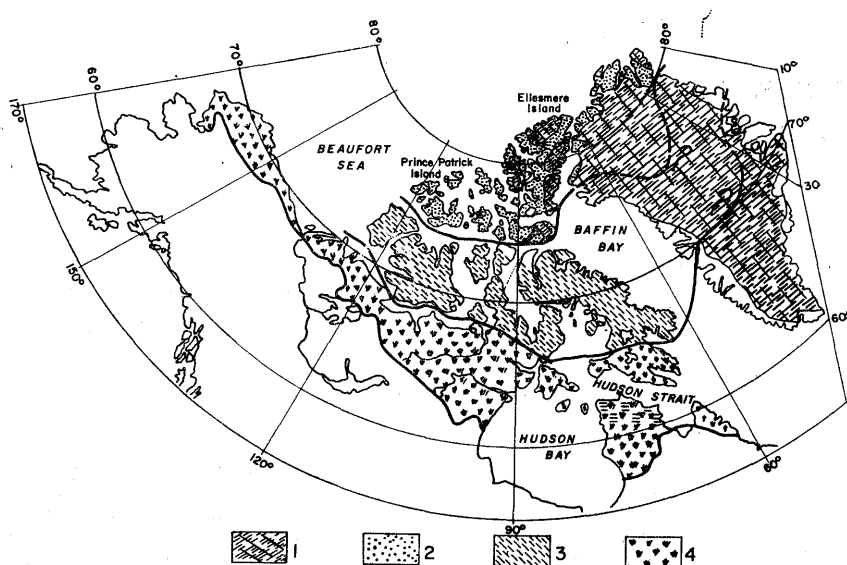 80°
80°
10°
70°
60°
170°
Ellesmere
Island
BEAUFORT
SEA
Prince Patrick
Island
70°
30
BAFFIN
BAY
150°
60°
HUDSON STRAIT
HUDSON
BAY
120°
60°
90°
1 2 3 4